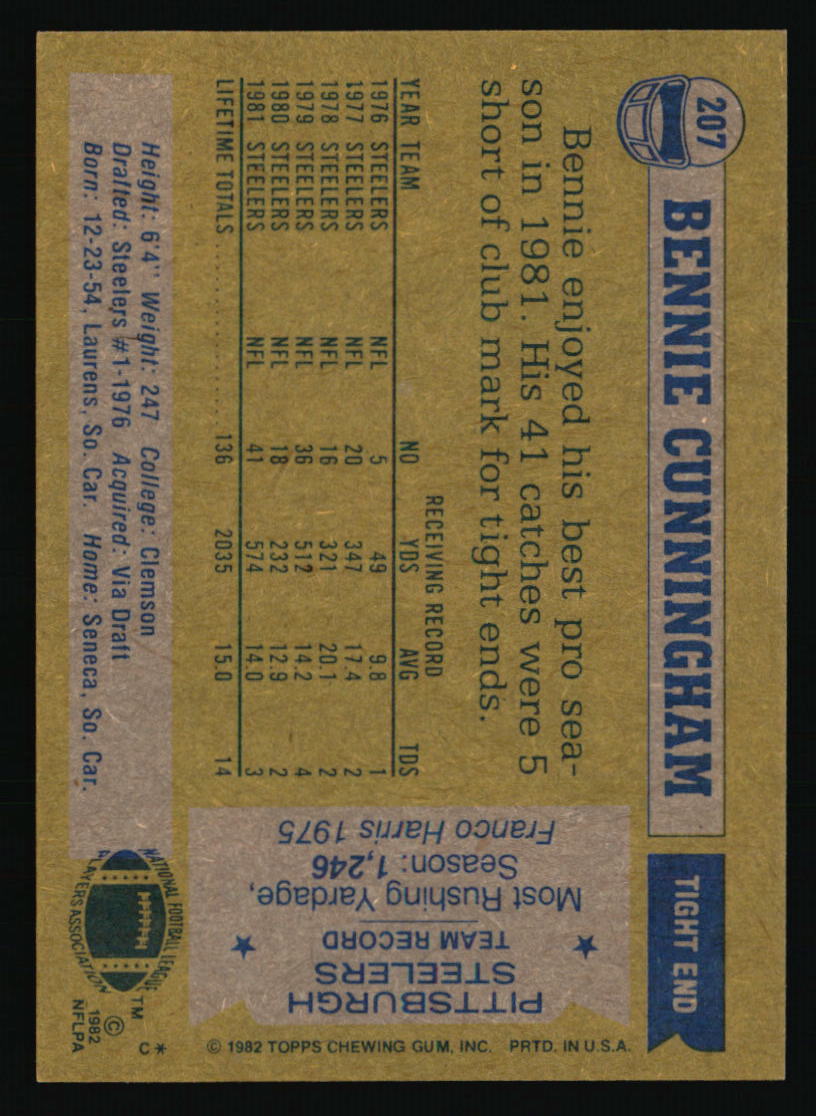 207
BENNIE CUNNINGHAM
TIGHT END
Bennie enjoyed his best pro sea-
son in 1981. His 41 catches were 5
short of club mark for tight ends.
RECEIVING RECORD
YEAR TEAM NO YDS AVG TDS
1976 STEELERS NFL 5 49 9.8 1
1977 STEELERS NFL 20 347 17.4 2
1978 STEELERS NFL 16 321 20.1 2
1979 STEELERS NFL 36 512 14.2 4
1980 STEELERS NFL 18 232 12.9 2
1981 STEELERS NFL 41 574 14.0 3
LIFETIME TOTALS .................... 136 2035 15.0 14
Height: 6'4" Weight: 247 College: Clemson
Drafted: Steelers #1-1976 Acquired: Via Draft
Born: 12-23-54, Laurens, So. Car. Home: Seneca, So. Car.
PITTSBURGH
STEELERS
TEAM RECORD
Most Rushing Yardage,
Season: 1,246
Franco Harris 1975
NATIONAL FOOTBALL LEAGUE
PLAYERS ASSOCIATION
TM
©
1982
NFLPA
C*
© 1982 TOPPS CHEWING GUM, INC. PRTD. IN U.S.A.